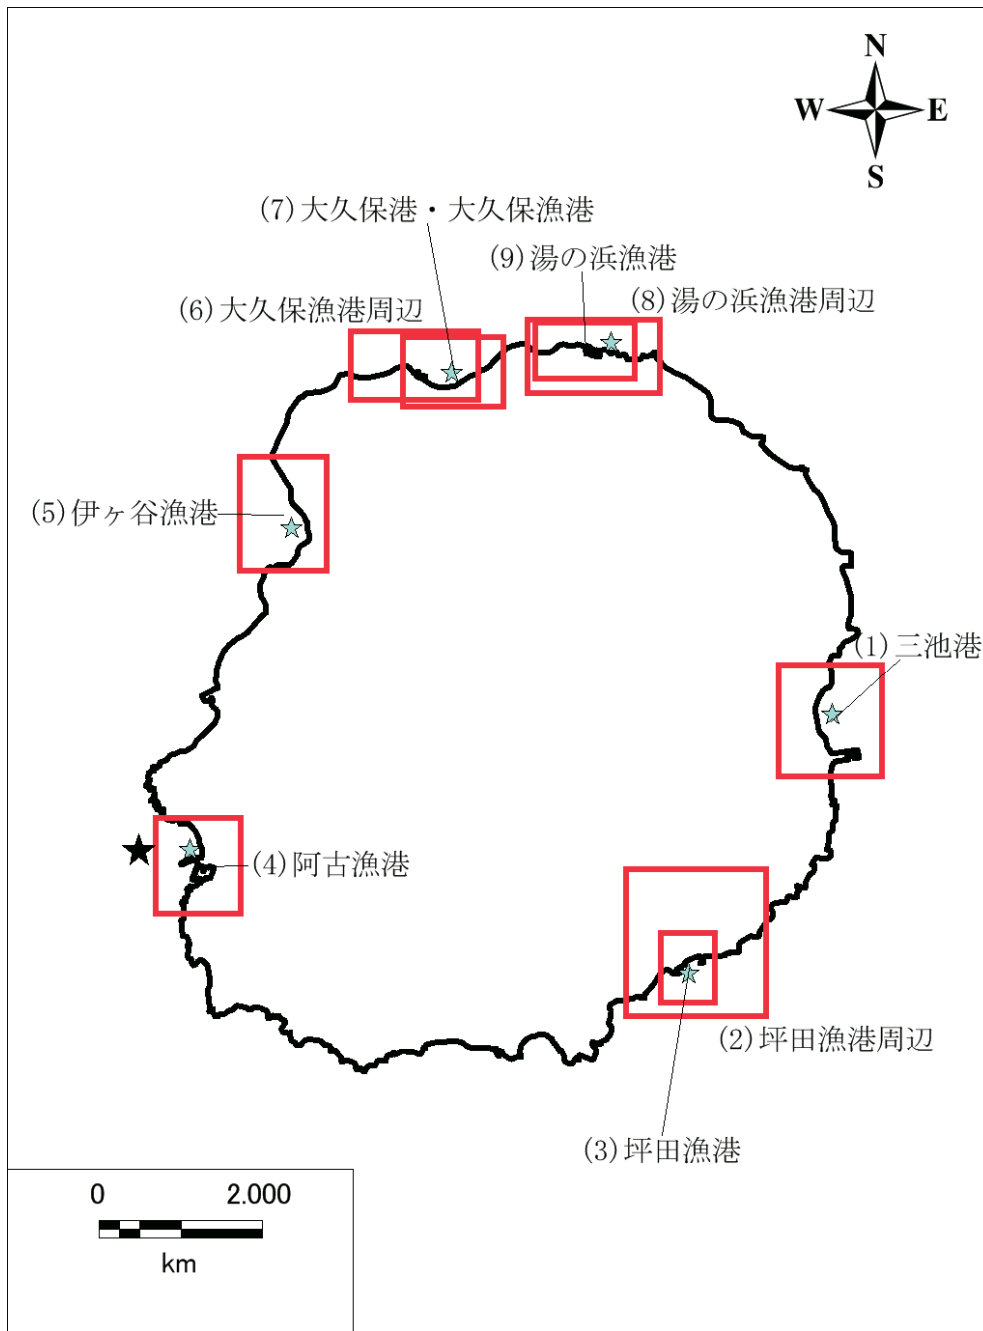 N
W E
S
(7)大久保港・大久保漁港
(9)湯の浜漁港
(8)湯の浜漁港周辺
(6)大久保漁港周辺
(5)伊ヶ谷漁港
(1)三池港
(4)阿古漁港
(2)坪田漁港周辺
(3)坪田漁港
0 2.000
km